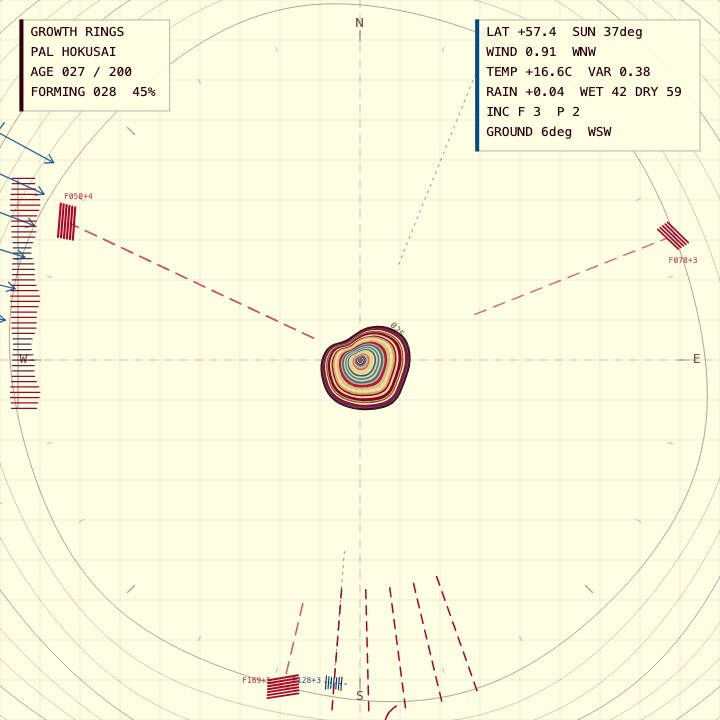 GROWTH RINGS
PAL HOKUSAI
AGE 027 / 200
FORMING 028 45%
N
LAT +57.4 SUN 37deg
WIND 0.91 WNW
TEMP +16.6C VAR 0.38
RAIN +0.04 WET 42 DRY 59
INC F 3 P 2
GROUND 6deg WSW
F050+4
F078+3
W
E
S